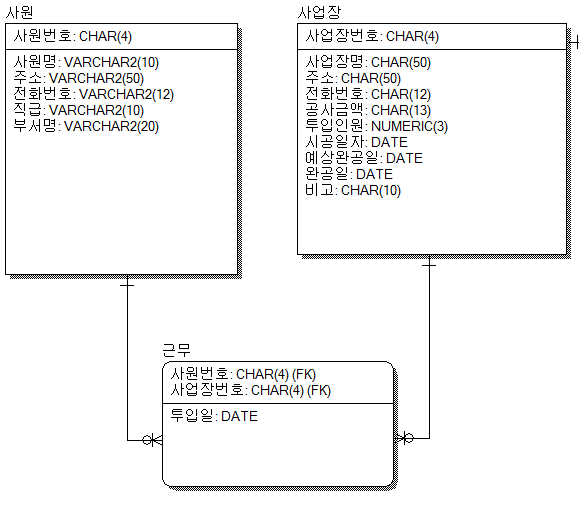 사원
사원번호: CHAR(4)
사원명: VARCHAR2(10)
주소: VARCHAR2(50)
전화번호: VARCHAR2(12)
직급: VARCHAR2(10)
부서명: VARCHAR2(20)
사업장
사업장번호: CHAR(4)
사업장명: CHAR(50)
주소: CHAR(50)
전화번호: CHAR(12)
공사금액: CHAR(13)
투입인원: NUMERIC(3)
시공일자: DATE
예상완공일: DATE
완공일: DATE
비고: CHAR(10)
근무
사원번호: CHAR(4) (FK)
사업장번호: CHAR(4) (FK)
투입일: DATE